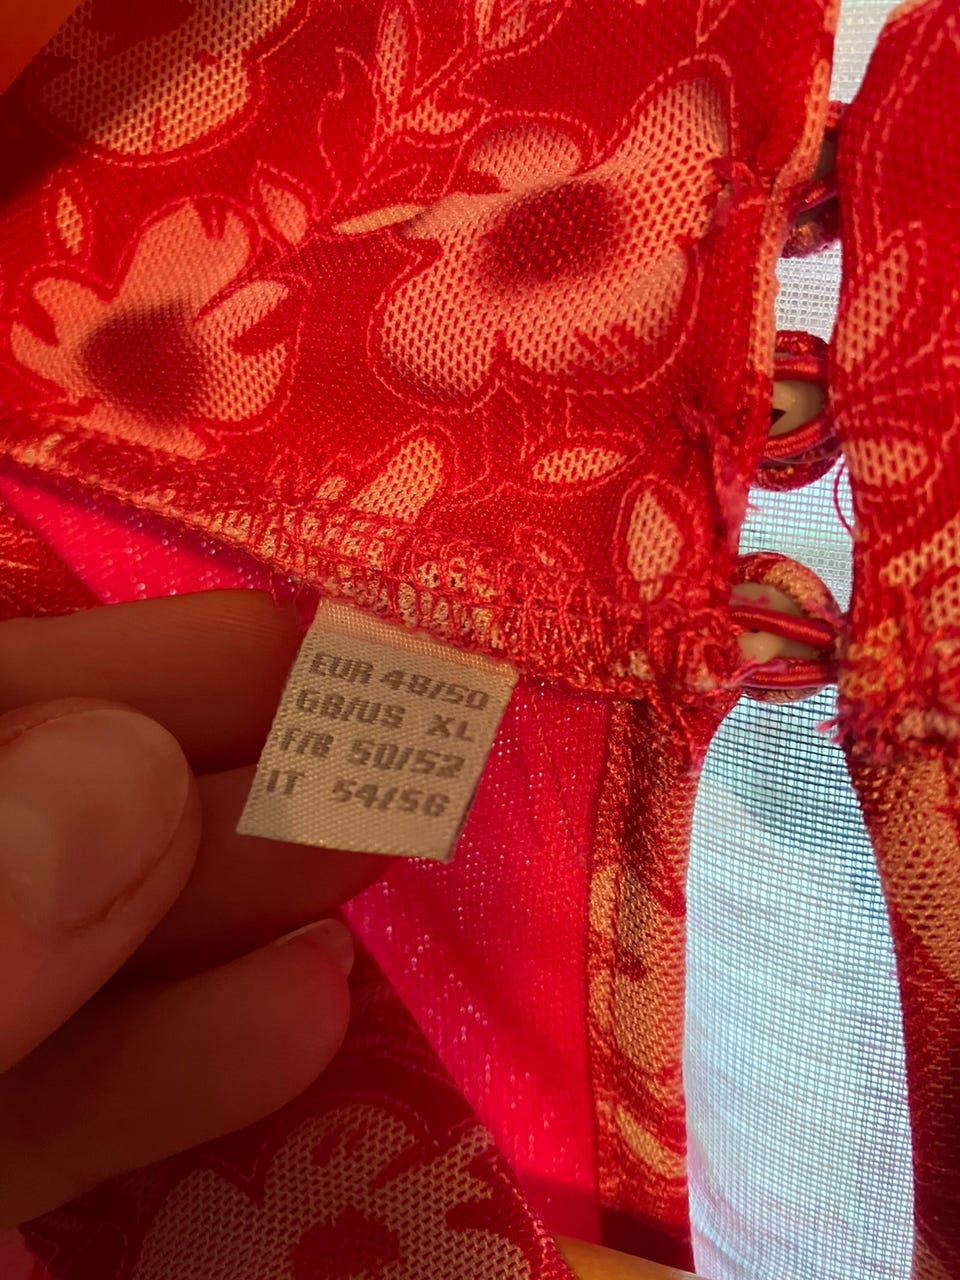 EUR 48/50
GB/US XL
F/B 50/52
IT 54/56